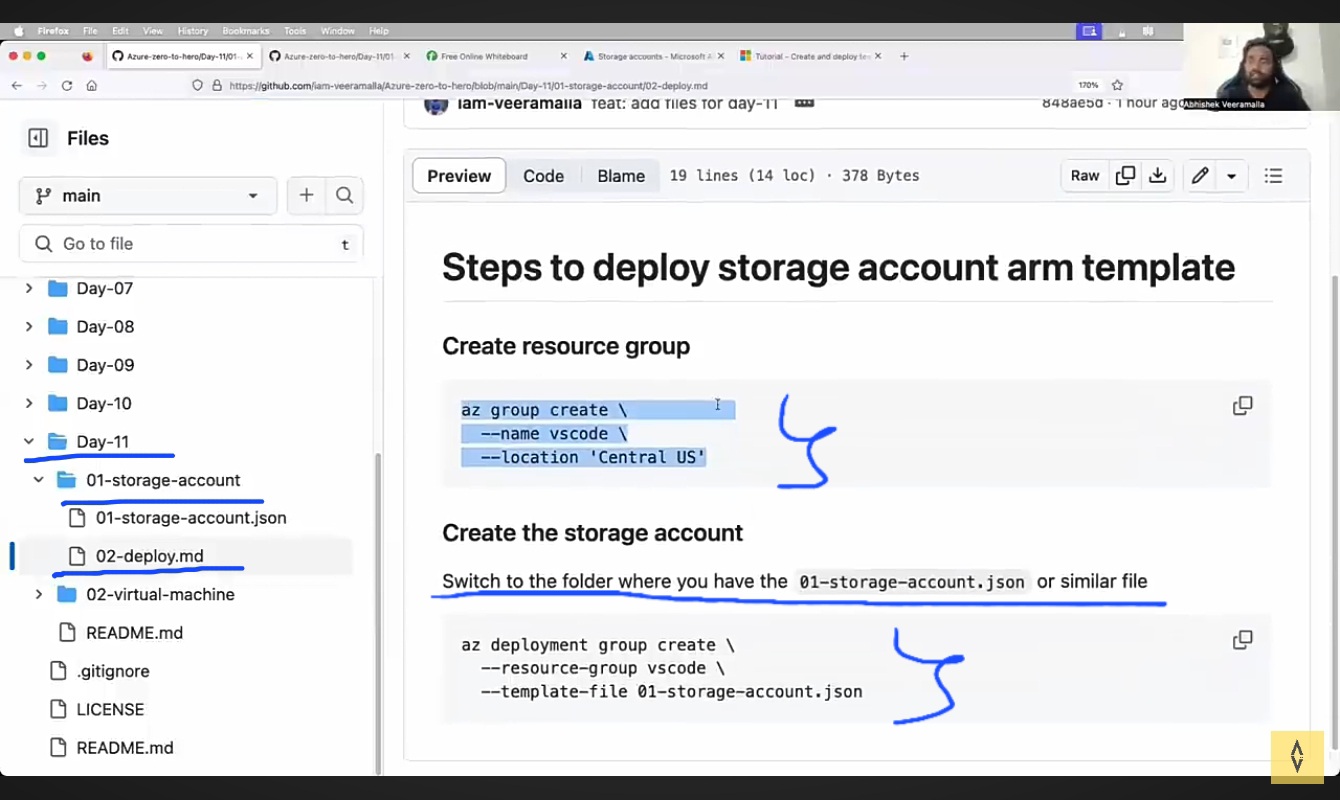 Firefox File Edit View History Bookmarks Tools Window Help
Azure-zero-to-hero/Day-11/01-
Azure-zero-to-hero/Day-11/01
Free Online Whiteboard
Storage accounts - Microsoft A
Tutorial - Create and deploy te
https://github.com/iam-veeramalla/Azure-zero-to-hero/blob/main/Day-11/01-storage-account/02-deploy.md
170%
Abhishek Veeramalla
iam-veeramalla feat: add files for day-11
848ae5d · 1 hour ago
Files
main
Go to file
t
Day-07
Day-08
Day-09
Day-10
Day-11
01-storage-account
01-storage-account.json
02-deploy.md
02-virtual-machine
README.md
.gitignore
LICENSE
README.md
Preview Code Blame 19 lines (14 loc) · 378 Bytes
Raw
Steps to deploy storage account arm template
Create resource group
az group create \
--name vscode \
--location 'Central US'
Create the storage account
Switch to the folder where you have the 01-storage-account.json or similar file
az deployment group create \
--resource-group vscode \
--template-file 01-storage-account.json